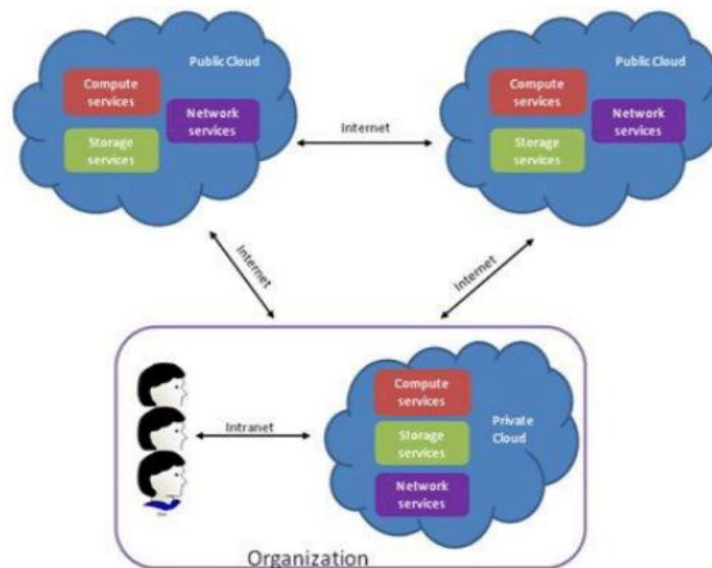 Public Cloud
Compute
services
Network
services
Storage
services
Internet
Public Cloud
Compute
services
Network
services
Storage
services
Internet
Internet
Compute
services
Storage
services
Private
Cloud
Network
services
Intranet
Organization